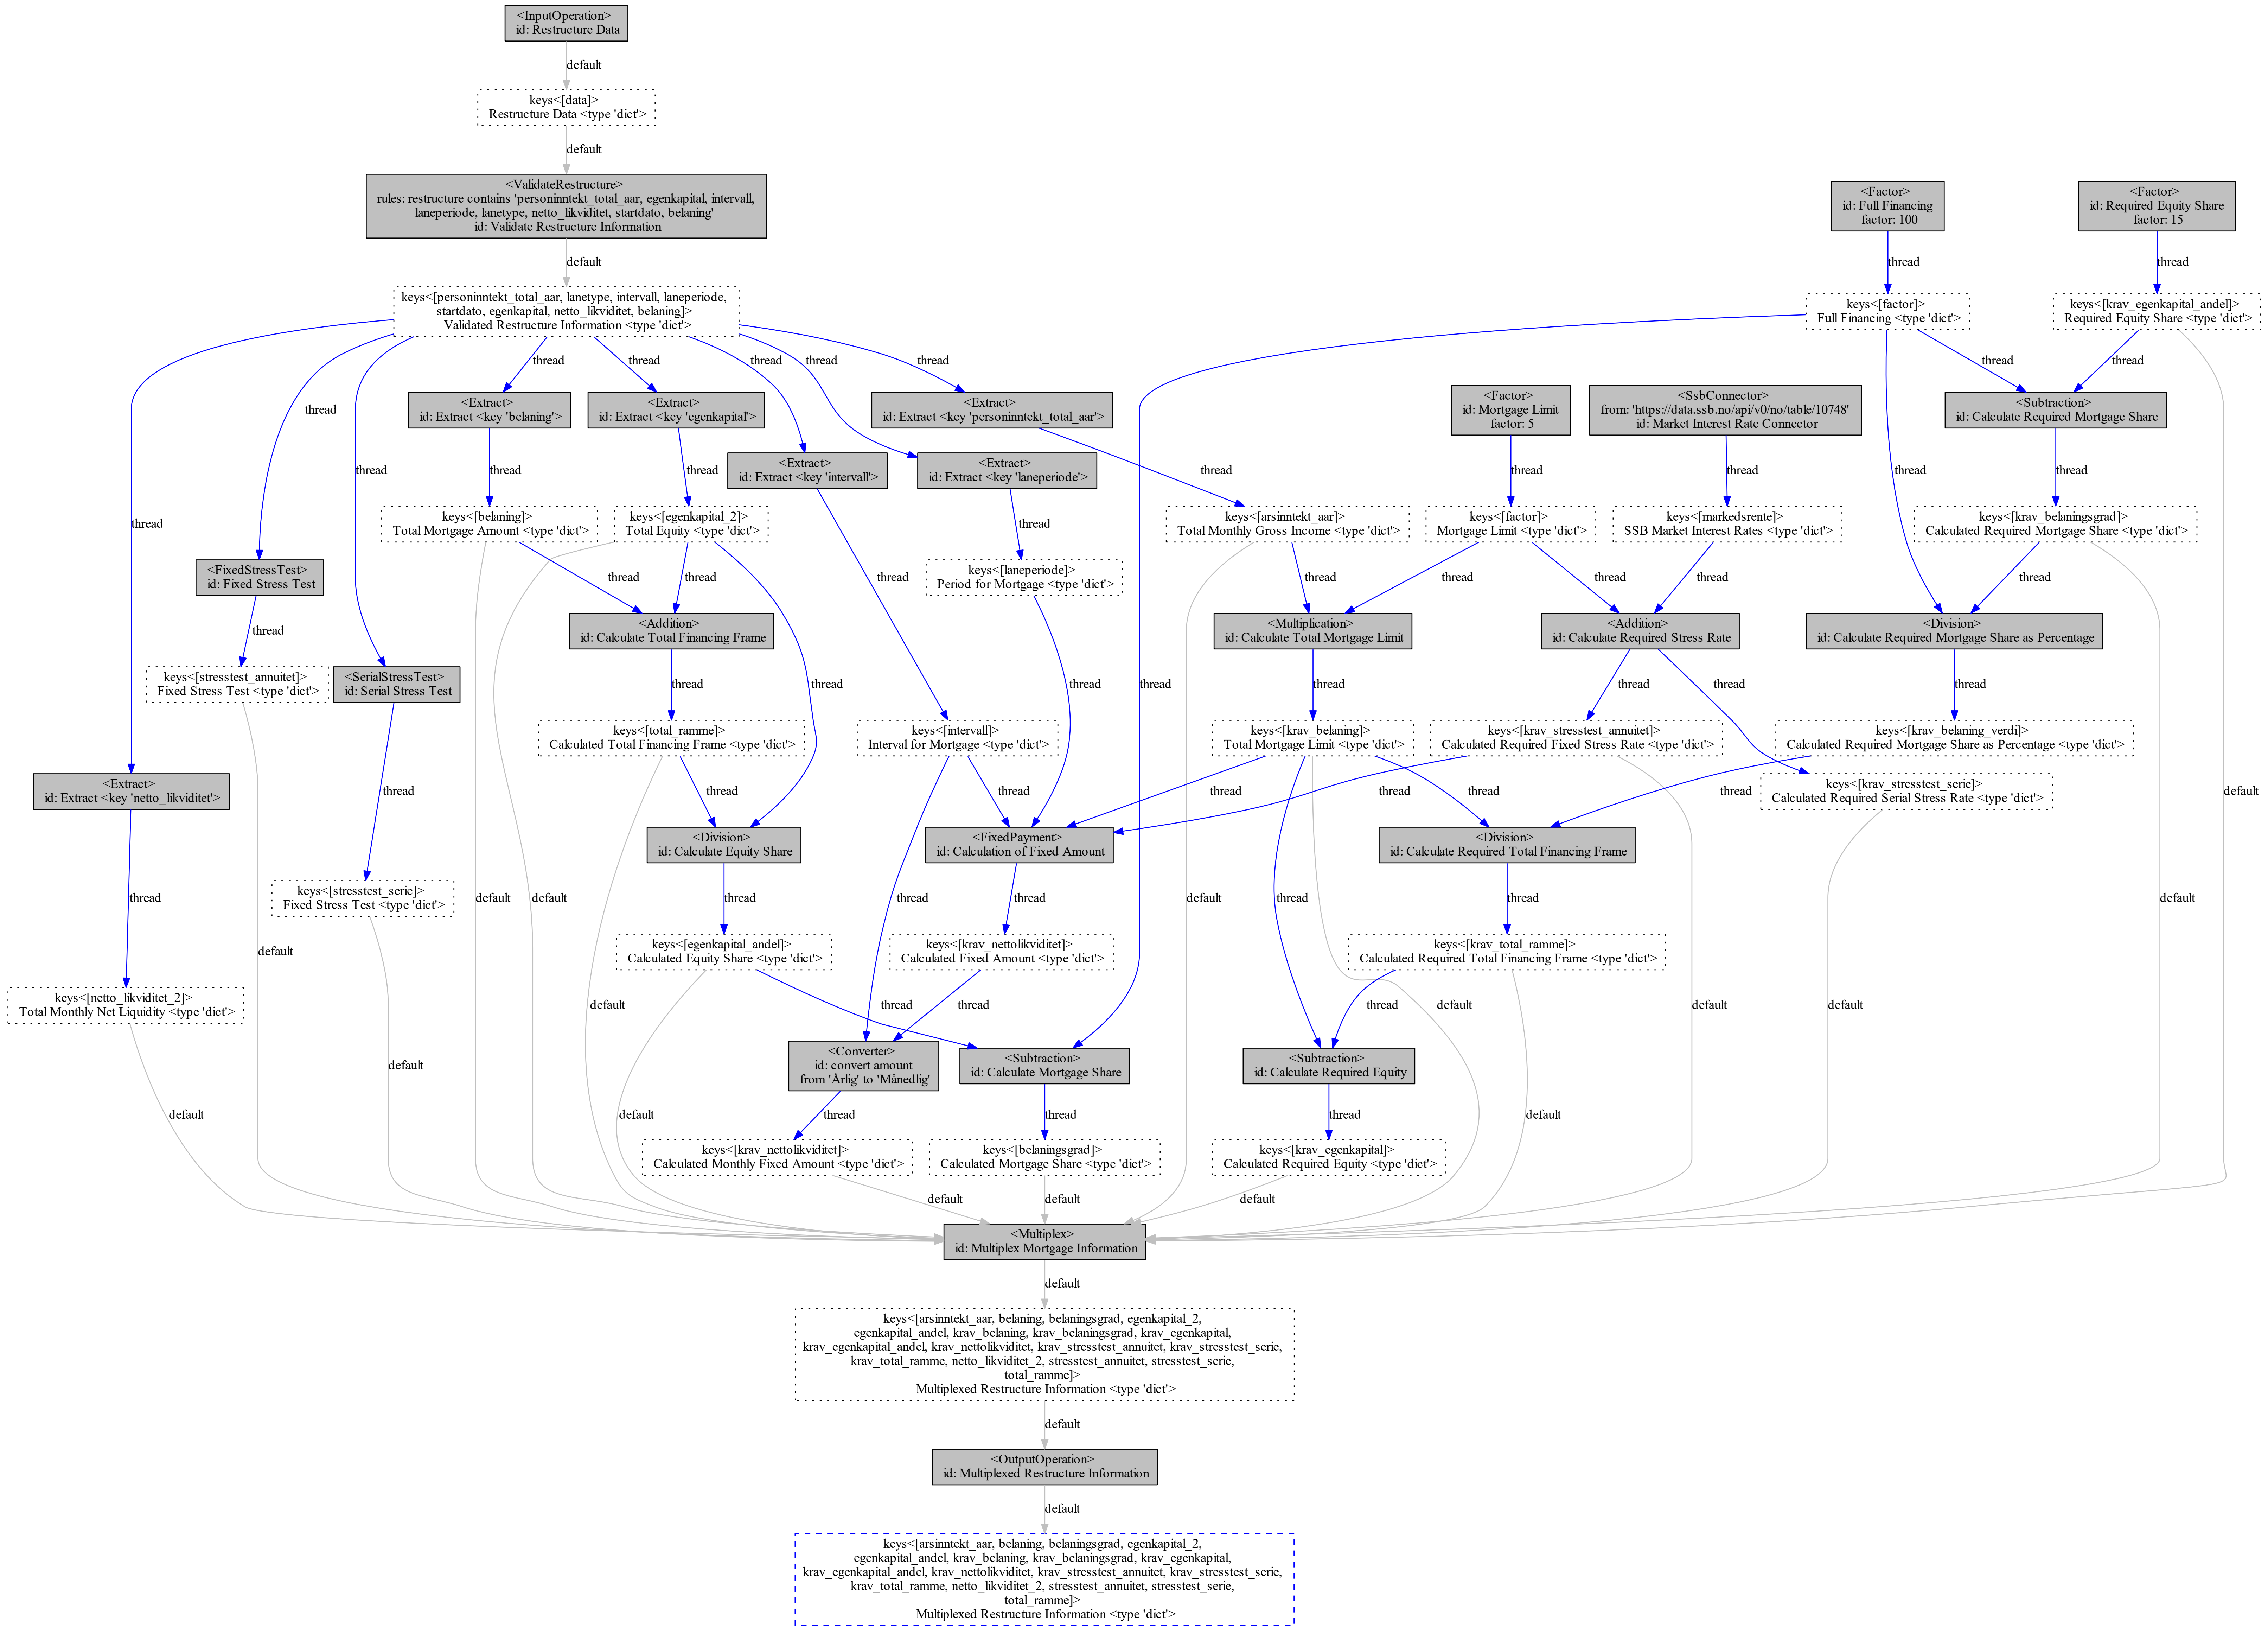 <InputOperation>
id: Restructure Data
default
keys<[data]>
Restructure Data <type 'dict'>
default
<ValidateRestructure>
rules: restructure contains 'personinntekt_total_aar, egenkapital, intervall,
laneperiode, lanetype, netto_likviditet, startdato, belaning'
id: Validate Restructure Information
<Factor>
id: Full Financing
factor: 100
<Factor>
id: Required Equity Share
factor: 15
default
thread
thread
keys<[personinntekt_total_aar, lanetype, intervall, laneperiode,
startdato, egenkapital, netto_likviditet, belaning]>
Validated Restructure Information <type 'dict'>
keys<[factor]>
Full Financing <type 'dict'>
keys<[krav_egenkapital_andel]>
Required Equity Share <type 'dict'>
thread
thread
thread
thread
thread
thread
thread
<Extract>
id: Extract <key 'belaning'>
<Extract>
id: Extract <key 'egenkapital'>
<Extract>
id: Extract <key 'personinntekt_total_aar'>
<Factor>
id: Mortgage Limit
factor: 5
<SsbConnector>
from: 'https://data.ssb.no/api/v0/no/table/10748'
id: Market Interest Rate Connector
<Subtraction>
id: Calculate Required Mortgage Share
thread
<Extract>
id: Extract <key 'intervall'>
<Extract>
id: Extract <key 'laneperiode'>
thread
thread
thread
thread
thread
thread
thread
thread
keys<[belaning]>
Total Mortgage Amount <type 'dict'>
keys<[egenkapital_2]>
Total Equity <type 'dict'>
keys<[arsinntekt_aar]>
Total Monthly Gross Income <type 'dict'>
keys<[factor]>
Mortgage Limit <type 'dict'>
keys<[markedsrente]>
SSB Market Interest Rates <type 'dict'>
keys<[krav_belaningsgrad]>
Calculated Required Mortgage Share <type 'dict'>
thread
thread
<FixedStressTest>
id: Fixed Stress Test
thread
thread
thread
keys<[laneperiode]>
Period for Mortgage <type 'dict'>
thread
thread
thread
thread
thread
thread
<Addition>
id: Calculate Total Financing Frame
<Multiplication>
id: Calculate Total Mortgage Limit
<Addition>
id: Calculate Required Stress Rate
<Division>
id: Calculate Required Mortgage Share as Percentage
keys<[stresstest_annuitet]>
Fixed Stress Test <type 'dict'>
<SerialStressTest>
id: Serial Stress Test
thread
thread
thread
thread
thread
thread
thread
thread
keys<[total_ramme]>
Calculated Total Financing Frame <type 'dict'>
keys<[intervall]>
Interval for Mortgage <type 'dict'>
keys<[krav_belaning]>
Total Mortgage Limit <type 'dict'>
keys<[krav_stresstest_annuitet]>
Calculated Required Fixed Stress Rate <type 'dict'>
keys<[krav_belaning_verdi]>
Calculated Required Mortgage Share as Percentage <type 'dict'>
<Extract>
id: Extract <key 'netto_likviditet'>
thread
thread
thread
thread
thread
thread
thread
keys<[krav_stresstest_serie]>
Calculated Required Serial Stress Rate <type 'dict'>
default
<Division>
id: Calculate Equity Share
<FixedPayment>
id: Calculation of Fixed Amount
<Division>
id: Calculate Required Total Financing Frame
thread
keys<[stresstest_serie]>
Fixed Stress Test <type 'dict'>
default
default
thread
thread
thread
default
thread
thread
default
default
keys<[egenkapital_andel]>
Calculated Equity Share <type 'dict'>
keys<[krav_nettolikviditet]>
Calculated Fixed Amount <type 'dict'>
keys<[krav_total_ramme]>
Calculated Required Total Financing Frame <type 'dict'>
keys<[netto_likviditet_2]>
Total Monthly Net Liquidity <type 'dict'>
default
thread
thread
default
thread
default
default
default
<Converter>
id: convert amount
from 'Årlig' to 'Månedlig'
<Subtraction>
id: Calculate Mortgage Share
<Subtraction>
id: Calculate Required Equity
default
default
thread
thread
thread
default
keys<[krav_nettolikviditet]>
Calculated Monthly Fixed Amount <type 'dict'>
keys<[belaningsgrad]>
Calculated Mortgage Share <type 'dict'>
keys<[krav_egenkapital]>
Calculated Required Equity <type 'dict'>
default
default
default
<Multiplex>
id: Multiplex Mortgage Information
default
keys<[arsinntekt_aar, belaning, belaningsgrad, egenkapital_2,
egenkapital_andel, krav_belaning, krav_belaningsgrad, krav_egenkapital,
krav_egenkapital_andel, krav_nettolikviditet, krav_stresstest_annuitet, krav_stresstest_serie,
krav_total_ramme, netto_likviditet_2, stresstest_annuitet, stresstest_serie,
total_ramme]>
Multiplexed Restructure Information <type 'dict'>
default
<OutputOperation>
id: Multiplexed Restructure Information
default
keys<[arsinntekt_aar, belaning, belaningsgrad, egenkapital_2,
egenkapital_andel, krav_belaning, krav_belaningsgrad, krav_egenkapital,
krav_egenkapital_andel, krav_nettolikviditet, krav_stresstest_annuitet, krav_stresstest_serie,
krav_total_ramme, netto_likviditet_2, stresstest_annuitet, stresstest_serie,
total_ramme]>
Multiplexed Restructure Information <type 'dict'>